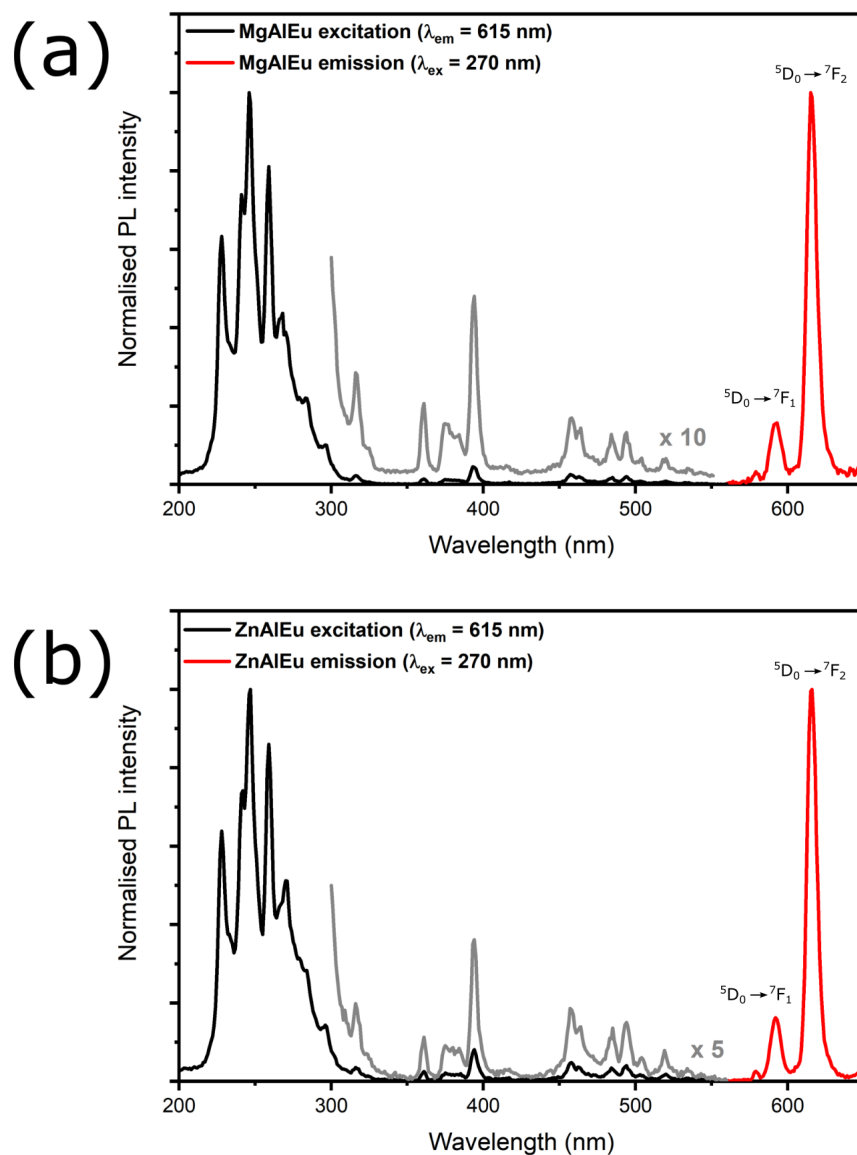 (a)
MgAlEu excitation (λem = 615 nm)
MgAlEu emission (λex = 270 nm)
⁵D₀→⁷F₂
⁵D₀→⁷F₁
x 10
Normalised PL intensity
200 300 400 500 600
Wavelength (nm)
(b)
ZnAlEu excitation (λem = 615 nm)
ZnAlEu emission (λex = 270 nm)
⁵D₀→⁷F₂
⁵D₀→⁷F₁
x 5
Normalised PL intensity
200 300 400 500 600
Wavelength (nm)